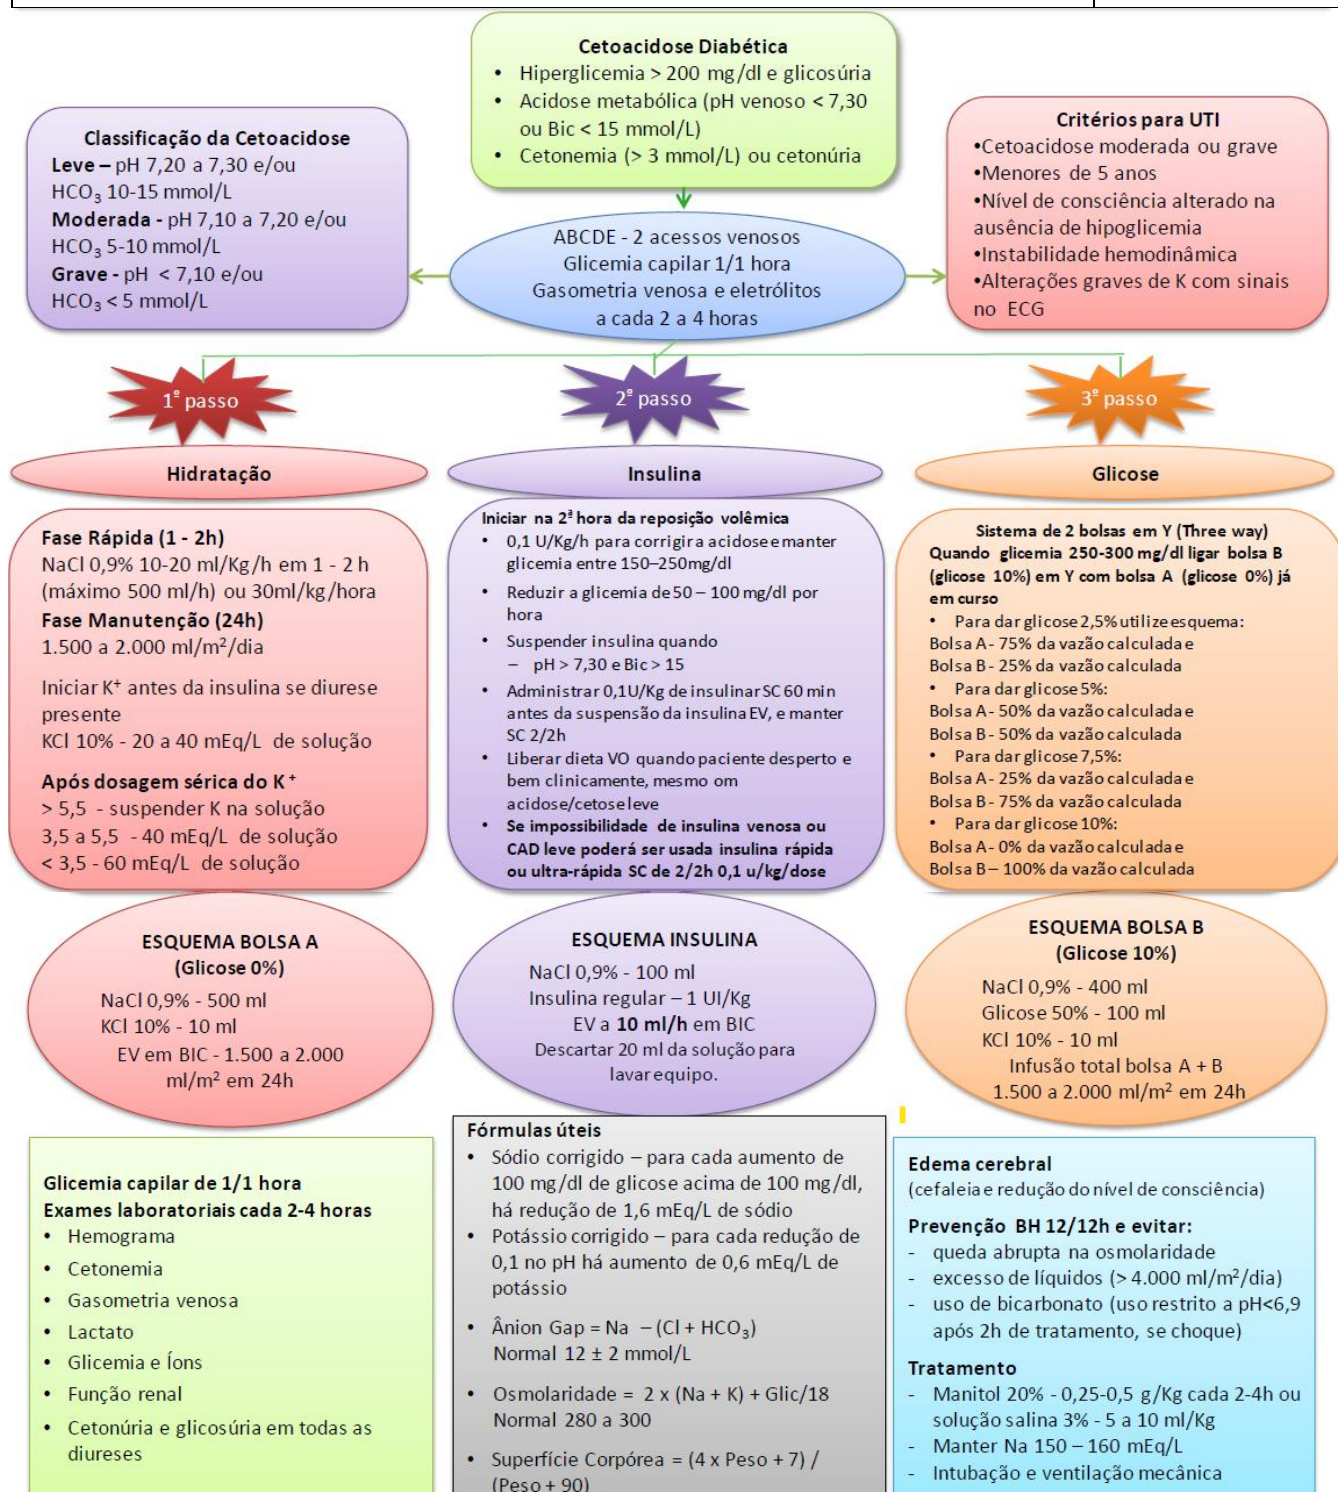 Cetoacidose Diabética
• Hiperglicemia > 200 mg/dl e glicosúria
• Acidose metabólica (pH venoso < 7,30
ou Bic < 15 mmol/L)
• Cetonemia (> 3 mmol/L) ou cetonúria
Classificação da Cetoacidose
Leve – pH 7,20 a 7,30 e/ou
HCO₃ 10-15 mmol/L
Moderada - pH 7,10 a 7,20 e/ou
HCO₃ 5-10 mmol/L
Grave - pH < 7,10 e/ou
HCO₃ < 5 mmol/L
ABCDE - 2 acessos venosos
Glicemia capilar 1/1 hora
Gasometria venosa e eletrólitos
a cada 2 a 4 horas
Critérios para UTI
•Cetoacidose moderada ou grave
•Menores de 5 anos
•Nível de consciência alterado na
ausência de hipoglicemia
•Instabilidade hemodinâmica
•Alterações graves de K com sinais
no ECG
1º passo
2º passo
3º passo
Hidratação
Insulina
Glicose
Fase Rápida (1 - 2h)
NaCl 0,9% 10-20 ml/Kg/h em 1 - 2 h
(máximo 500 ml/h) ou 30ml/kg/hora
Fase Manutenção (24h)
1.500 a 2.000 ml/m²/dia
Iniciar K⁺ antes da insulina se diurese
presente
KCl 10% - 20 a 40 mEq/L de solução
Após dosagem sérica do K ⁺
> 5,5 - suspender K na solução
3,5 a 5,5 - 40 mEq/L de solução
< 3,5 - 60 mEq/L de solução
Iniciar na 2ª hora da reposição volêmica
• 0,1 U/Kg/h para corrigir a acidose e manter
glicemia entre 150–250mg/dl
• Reduzir a glicemia de 50 – 100 mg/dl por
hora
• Suspender insulina quando
– pH > 7,30 e Bic > 15
• Administrar 0,1U/Kg de insulinar SC 60 min
antes da suspensão da insulina EV, e manter
SC 2/2h
• Liberar dieta VO quando paciente desperto e
bem clinicamente, mesmo om
acidose/cetose leve
• Se impossibilidade de insulina venosa ou
CAD leve poderá ser usada insulina rápida
ou ultra-rápida SC de 2/2h 0,1 u/kg/dose
Sistema de 2 bolsas em Y (Three way)
Quando glicemia 250-300 mg/dl ligar bolsa B
(glicose 10%) em Y com bolsa A (glicose 0%) já
em curso
• Para dar glicose 2,5% utilize esquema:
Bolsa A- 75% da vazão calculada e
Bolsa B - 25% da vazão calculada
• Para dar glicose 5%:
Bolsa A- 50% da vazão calculada e
Bolsa B - 50% da vazão calculada
• Para dar glicose 7,5%:
Bolsa A- 25% da vazão calculada e
Bolsa B - 75% da vazão calculada
• Para dar glicose 10%:
Bolsa A- 0% da vazão calculada e
Bolsa B – 100% da vazão calculada
ESQUEMA BOLSA A
(Glicose 0%)
NaCl 0,9% - 500 ml
KCl 10% - 10 ml
EV em BIC - 1.500 a 2.000
ml/m² em 24h
ESQUEMA INSULINA
NaCl 0,9% - 100 ml
Insulina regular – 1 UI/Kg
EV a 10 ml/h em BIC
Descartar 20 ml da solução para
lavar equipo.
ESQUEMA BOLSA B
(Glicose 10%)
NaCl 0,9% - 400 ml
Glicose 50% - 100 ml
KCl 10% - 10 ml
Infusão total bolsa A + B
1.500 a 2.000 ml/m² em 24h
Glicemia capilar de 1/1 hora
Exames laboratoriais cada 2-4 horas
• Hemograma
• Cetonemia
• Gasometria venosa
• Lactato
• Glicemia e Íons
• Função renal
• Cetonúria e glicosúria em todas as
diureses
Fórmulas úteis
• Sódio corrigido – para cada aumento de
100 mg/dl de glicose acima de 100 mg/dl,
há redução de 1,6 mEq/L de sódio
• Potássio corrigido – para cada redução de
0,1 no pH há aumento de 0,6 mEq/L de
potássio
• Ânion Gap = Na – (Cl + HCO₃)
Normal 12 ± 2 mmol/L
• Osmolaridade = 2 x (Na + K) + Glic/18
Normal 280 a 300
• Superfície Corpórea = (4 x Peso + 7) /
(Peso + 90)
Edema cerebral
(cefaleia e redução do nível de consciência)
Prevenção BH 12/12h e evitar:
- queda abrupta na osmolaridade
- excesso de líquidos (> 4.000 ml/m²/dia)
- uso de bicarbonato (uso restrito a pH<6,9
após 2h de tratamento, se choque)
Tratamento
- Manitol 20% - 0,25-0,5 g/Kg cada 2-4h ou
solução salina 3% - 5 a 10 ml/Kg
- Manter Na 150 – 160 mEq/L
- Intubação e ventilação mecânica